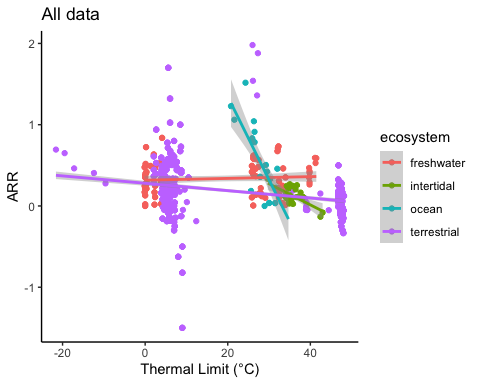 All data
2
1
0
-1
ARR
-20
0
20
40
Thermal Limit (°C)
ecosystem
freshwater
intertidal
ocean
terrestrial